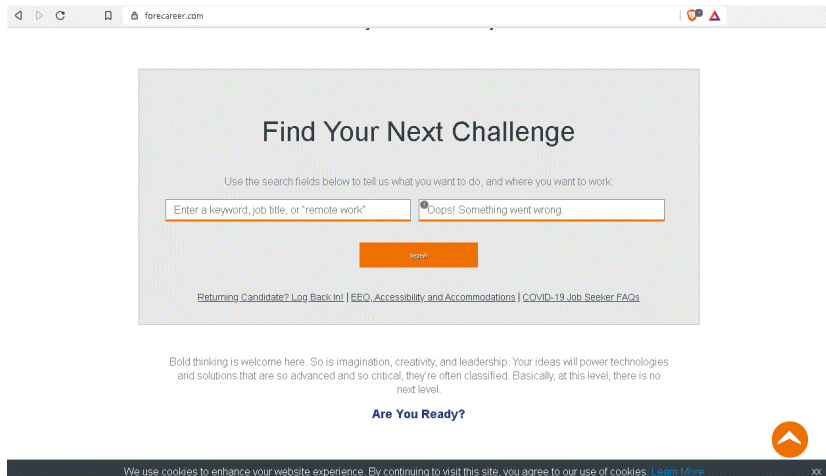 forecareer.com
Find Your Next Challenge
Use the search fields below to tell us what you want to do, and where you want to work.
Enter a keyword, job title, or "remote work"
Oops! Something went wrong.
Search
Returning Candidate? Log Back In! | EEO, Accessibility and Accommodations | COVID-19 Job Seeker FAQs
Bold thinking is welcome here. So is imagination, creativity, and leadership. Your ideas will power technologies
and solutions that are so advanced and so critical, they're often classified. Basically, at this level, there is no
next level.
Are You Ready?
We use cookies to enhance your website experience. By continuing to visit this site, you agree to our use of cookies. Learn More
XX